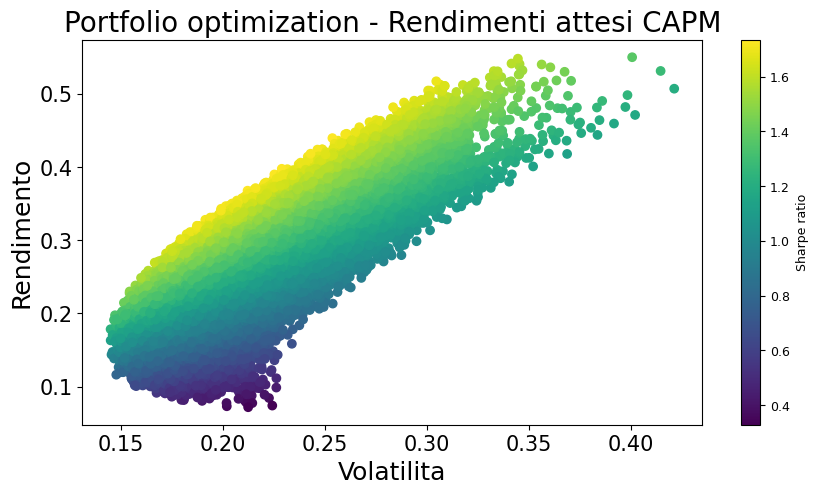 Portfolio optimization - Rendimenti attesi CAPM
Rendimento
0.5
0.4
0.3
0.2
0.1
0.15 0.20 0.25 0.30 0.35 0.40
Volatilita
1.6
1.4
1.2
1.0
0.8
0.6
0.4
Sharpe ratio